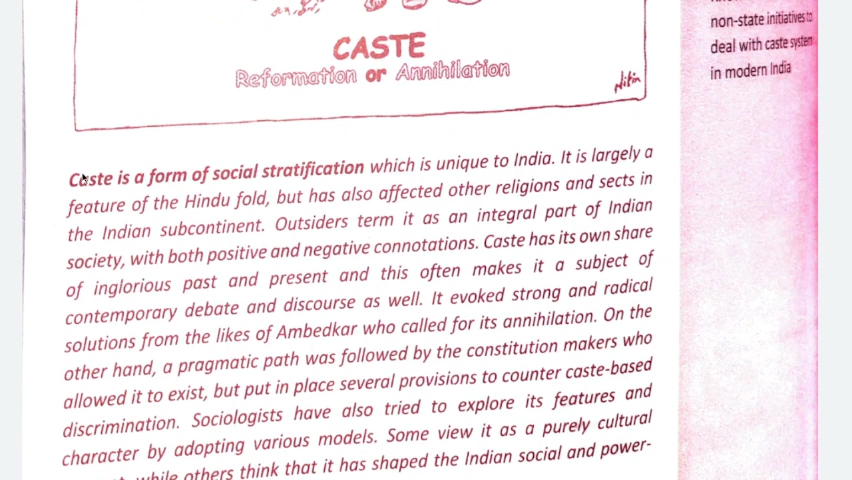 CASTE
Reformation or Annihilation
Nitin
non-state initiatives to
deal with caste system
in modern India
Caste is a form of social stratification which is unique to India. It is largely a
feature of the Hindu fold, but has also affected other religions and sects in
the Indian subcontinent. Outsiders term it as an integral part of Indian
society, with both positive and negative connotations. Caste has its own share
of inglorious past and present and this often makes it a subject of
contemporary debate and discourse as well. It evoked strong and radical
solutions from the likes of Ambedkar who called for its annihilation. On the
other hand, a pragmatic path was followed by the constitution makers who
allowed it to exist, but put in place several provisions to counter caste-based
discrimination. Sociologists have also tried to explore its features and
character by adopting various models. Some view it as a purely cultural
while others think that it has shaped the Indian social and power-